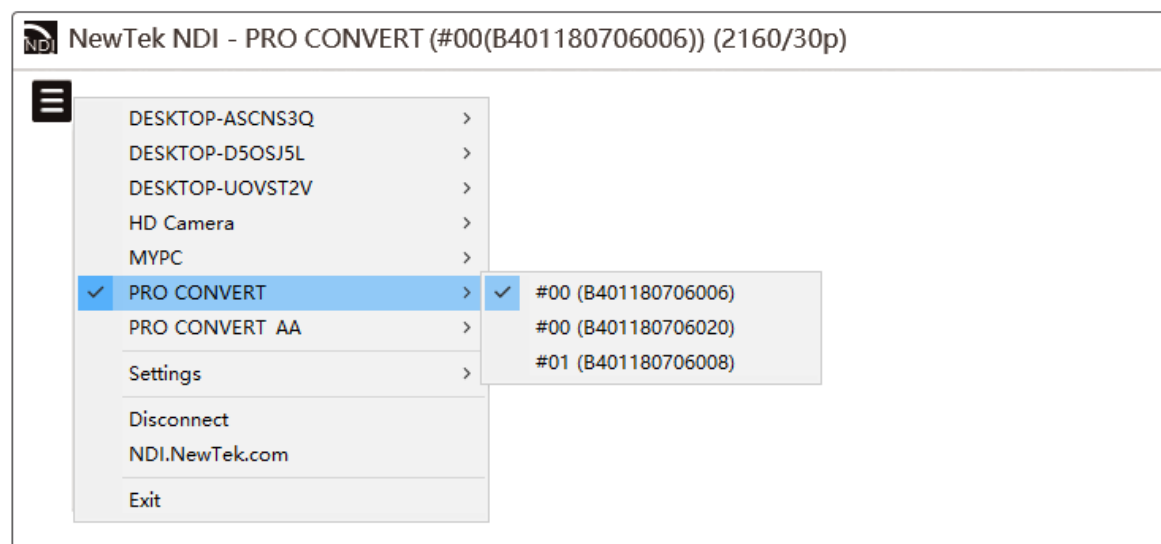 NDI NewTek NDI - PRO CONVERT (#00(B401180706006)) (2160/30p)
DESKTOP-ASCNS3Q
DESKTOP-D5OSJ5L
DESKTOP-UOVST2V
HD Camera
MYPC
PRO CONVERT
#00 (B401180706006)
PRO CONVERT AA
#00 (B401180706020)
#01 (B401180706008)
Settings
Disconnect
NDI.NewTek.com
Exit